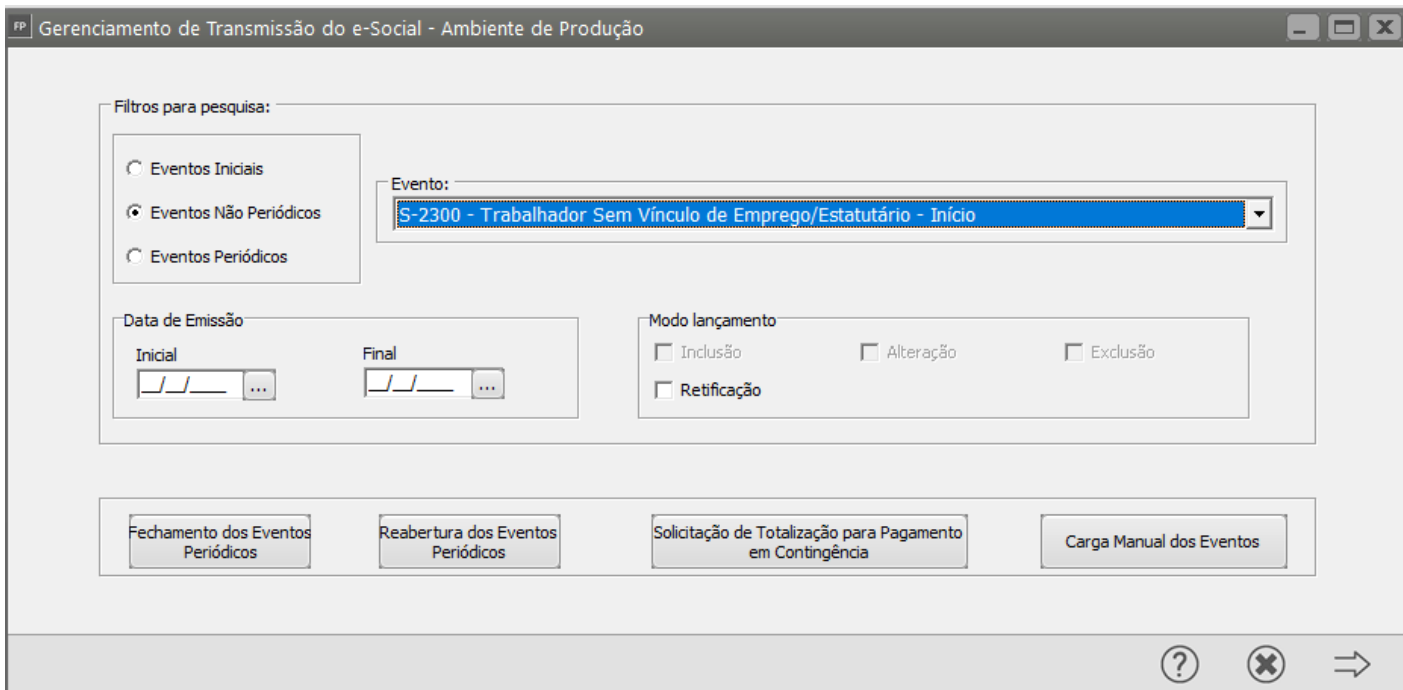 FP Gerenciamento de Transmissão do e-Social - Ambiente de Produção
Filtros para pesquisa:
Eventos Iniciais
Eventos Não Periódicos
Eventos Periódicos
Evento:
S-2300 - Trabalhador Sem Vínculo de Emprego/Estatutário - Início
Data de Emissão
Inicial
Final
__/__/____ ...
__/__/____ ...
Modo lançamento
Inclusão
Alteração
Exclusão
Retificação
Fechamento dos Eventos
Periódicos
Reabertura dos Eventos
Periódicos
Solicitação de Totalização para Pagamento
em Contingência
Carga Manual dos Eventos
?